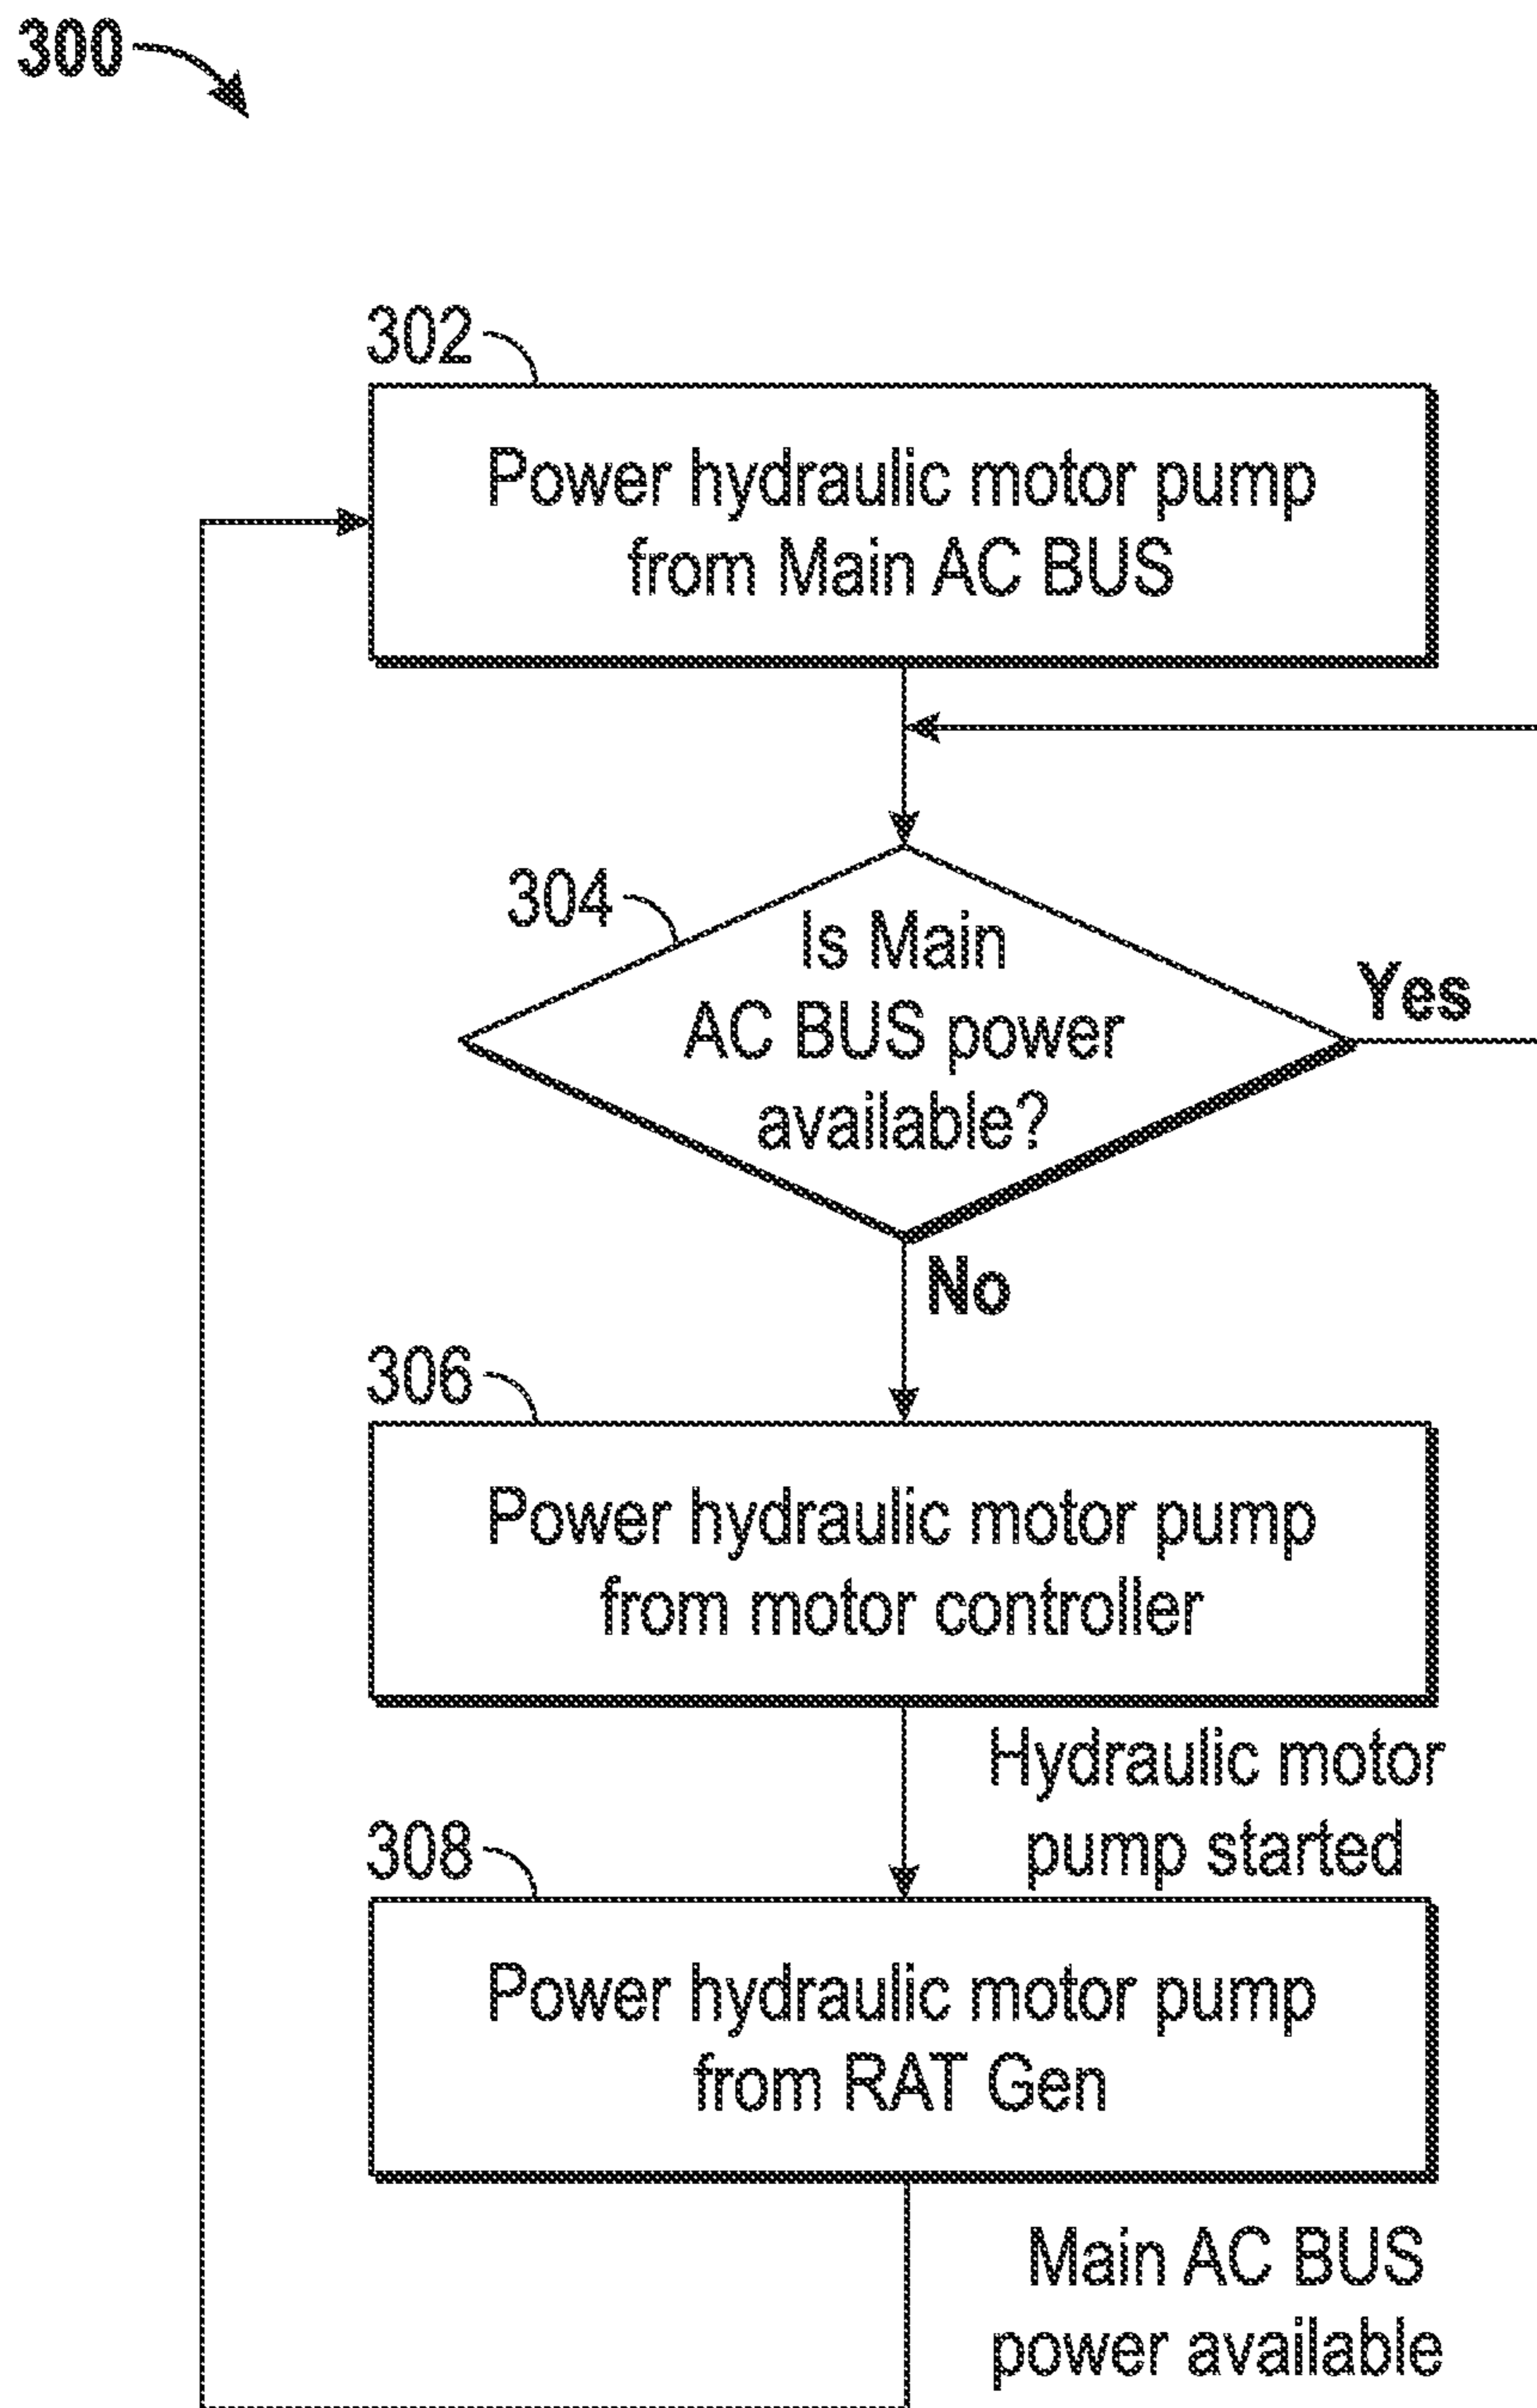 300
302
Power hydraulic motor pump
from Main AC BUS
304
Is Main
AC BUS power
available?
Yes
No
306
Power hydraulic motor pump
from motor controller
Hydraulic motor
pump started
308
Power hydraulic motor pump
from RAT Gen
Main AC BUS
power available